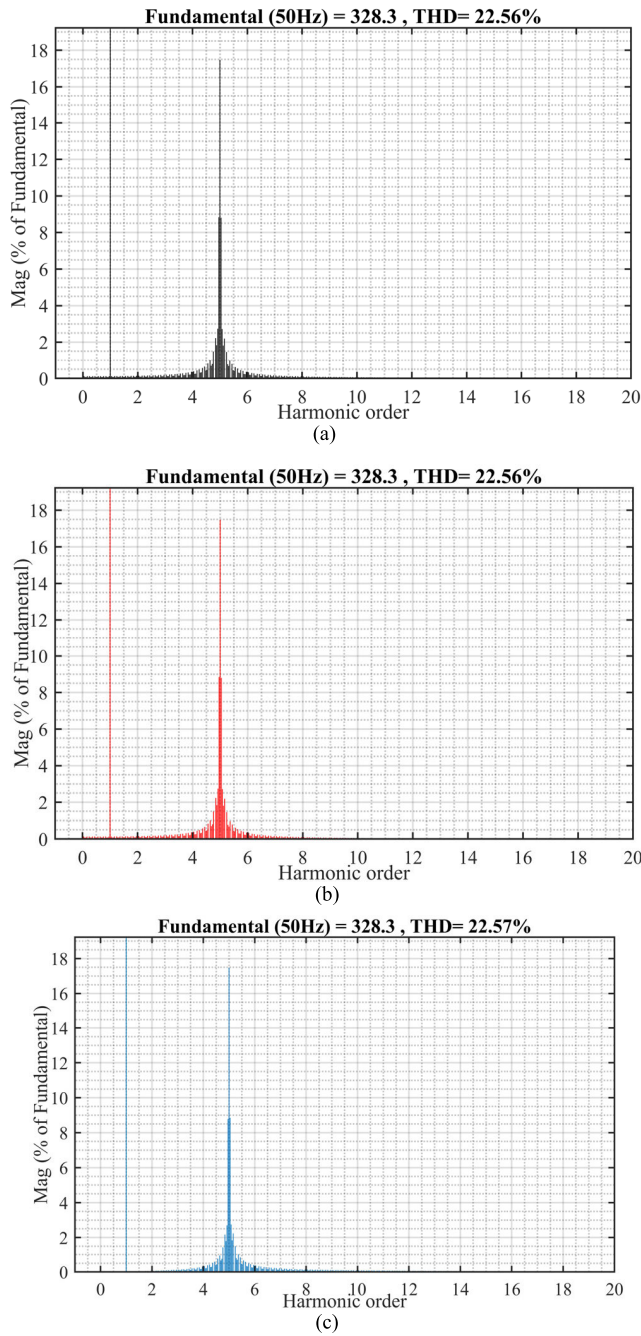 Fundamental (50Hz) = 328.3 , THD= 22.56%
Mag (% of Fundamental)
18
16
14
12
10
8
6
4
2
0
0 2 4 6 8 10 12 14 16 18 20
Harmonic order
(a)
Fundamental (50Hz) = 328.3 , THD= 22.56%
Mag (% of Fundamental)
18
16
14
12
10
8
6
4
2
0
0 2 4 6 8 10 12 14 16 18 20
Harmonic order
(b)
Fundamental (50Hz) = 328.3 , THD= 22.57%
Mag (% of Fundamental)
18
16
14
12
10
8
6
4
2
0
0 2 4 6 8 10 12 14 16 18 20
Harmonic order
(c)